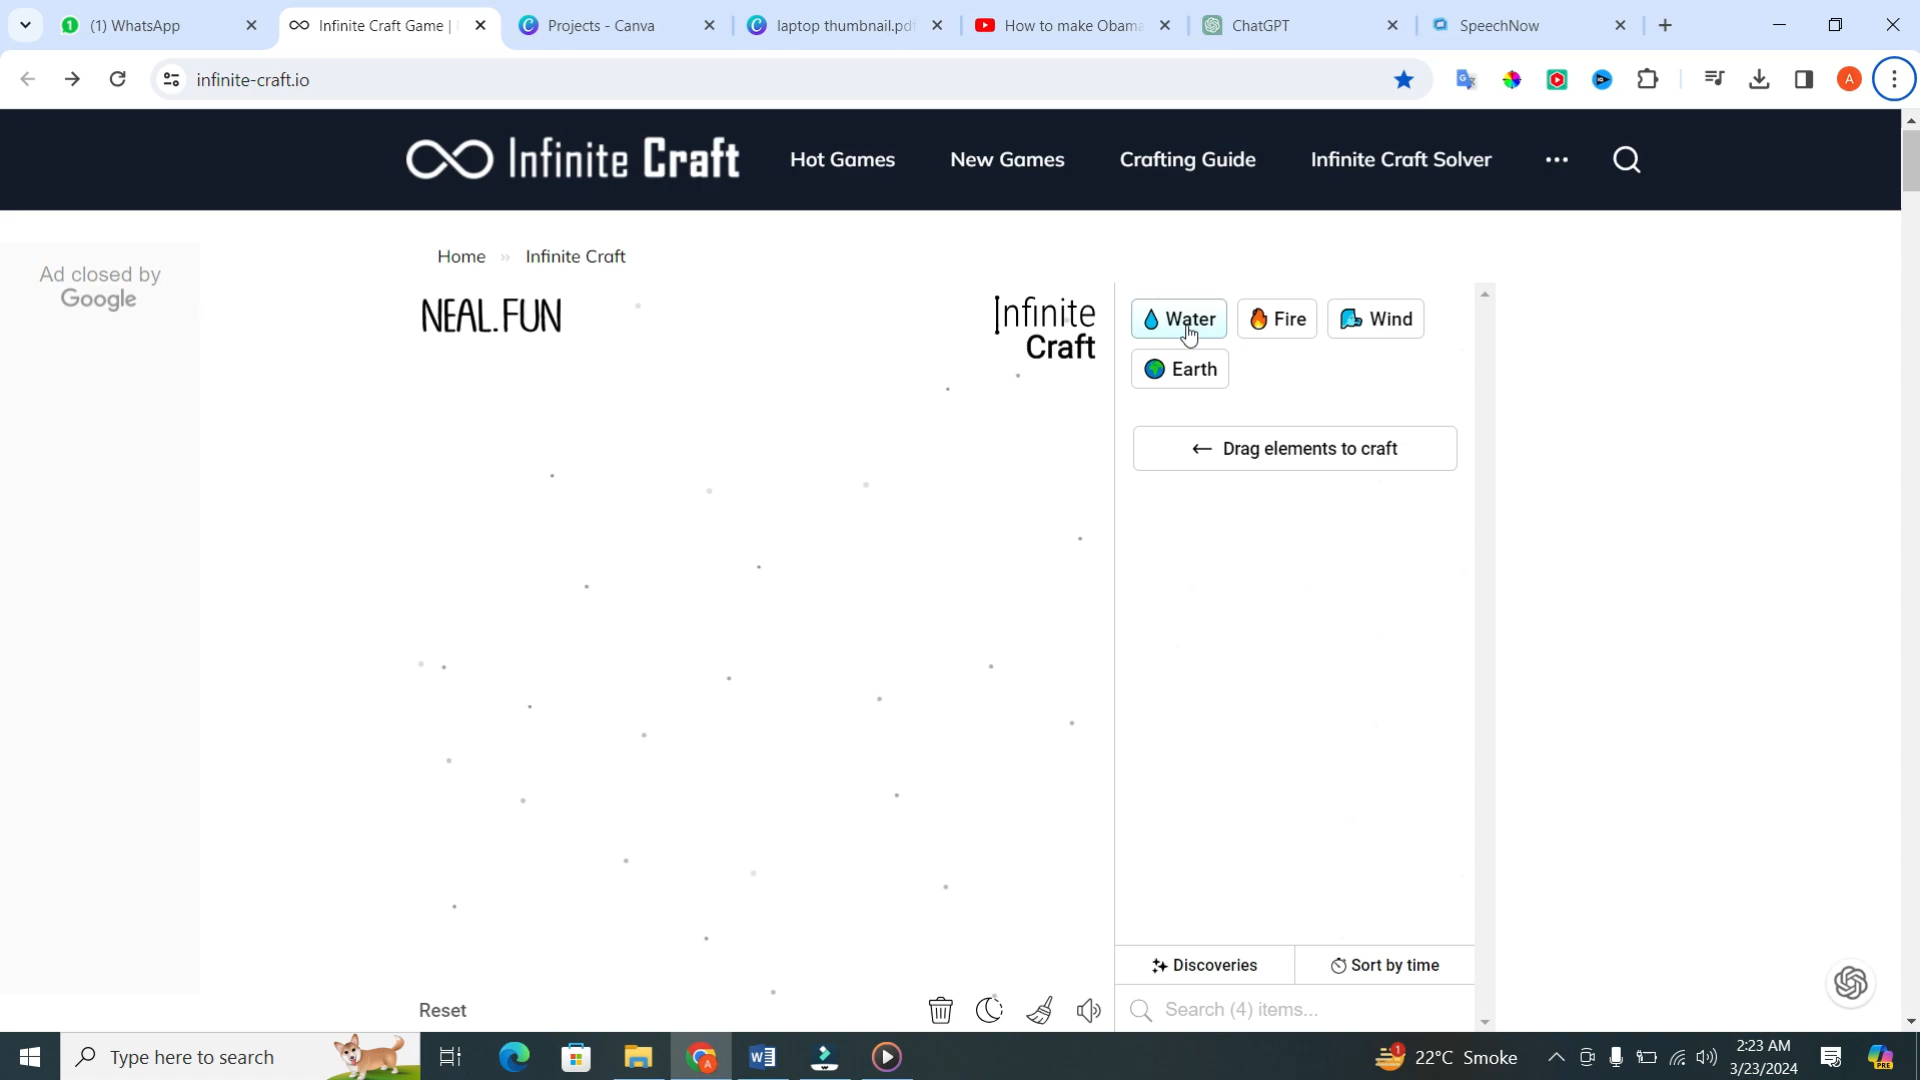 (1) WhatsApp
Infinite Craft Game |
Projects - Canva
laptop thumbnail.pdf
How to make Obama
ChatGPT
SpeechNow
infinite-craft.io
A
Infinite Craft
Hot Games
New Games
Crafting Guide
Infinite Craft Solver
Ad closed by
Google
Home » Infinite Craft
NEAL.FUN
Infinite
Craft
Water
Fire
Wind
Earth
← Drag elements to craft
Discoveries
Sort by time
Reset
Search (4) items...
Type here to search
22°C Smoke
2:23 AM
3/23/2024